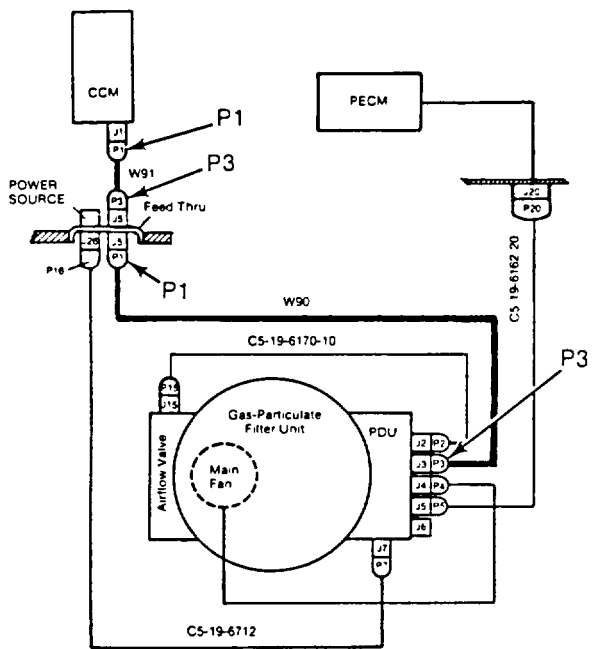 CCM
PECM
J1
P1
P1
W91
P3
P3
POWER
SOURCE
Feed Thru
J5
J5
P1
P1
P16
J20
P20
C5 19-6162 20
W90
C5-19-6170-10
P3
P15
J15
Gas-Particulate
Filter Unit
PDU
Airflow Valve
Main
Fan
J2 P2
J3 P3
J4 P4
J5 P5
J6
J7
P7
C5-19-6712